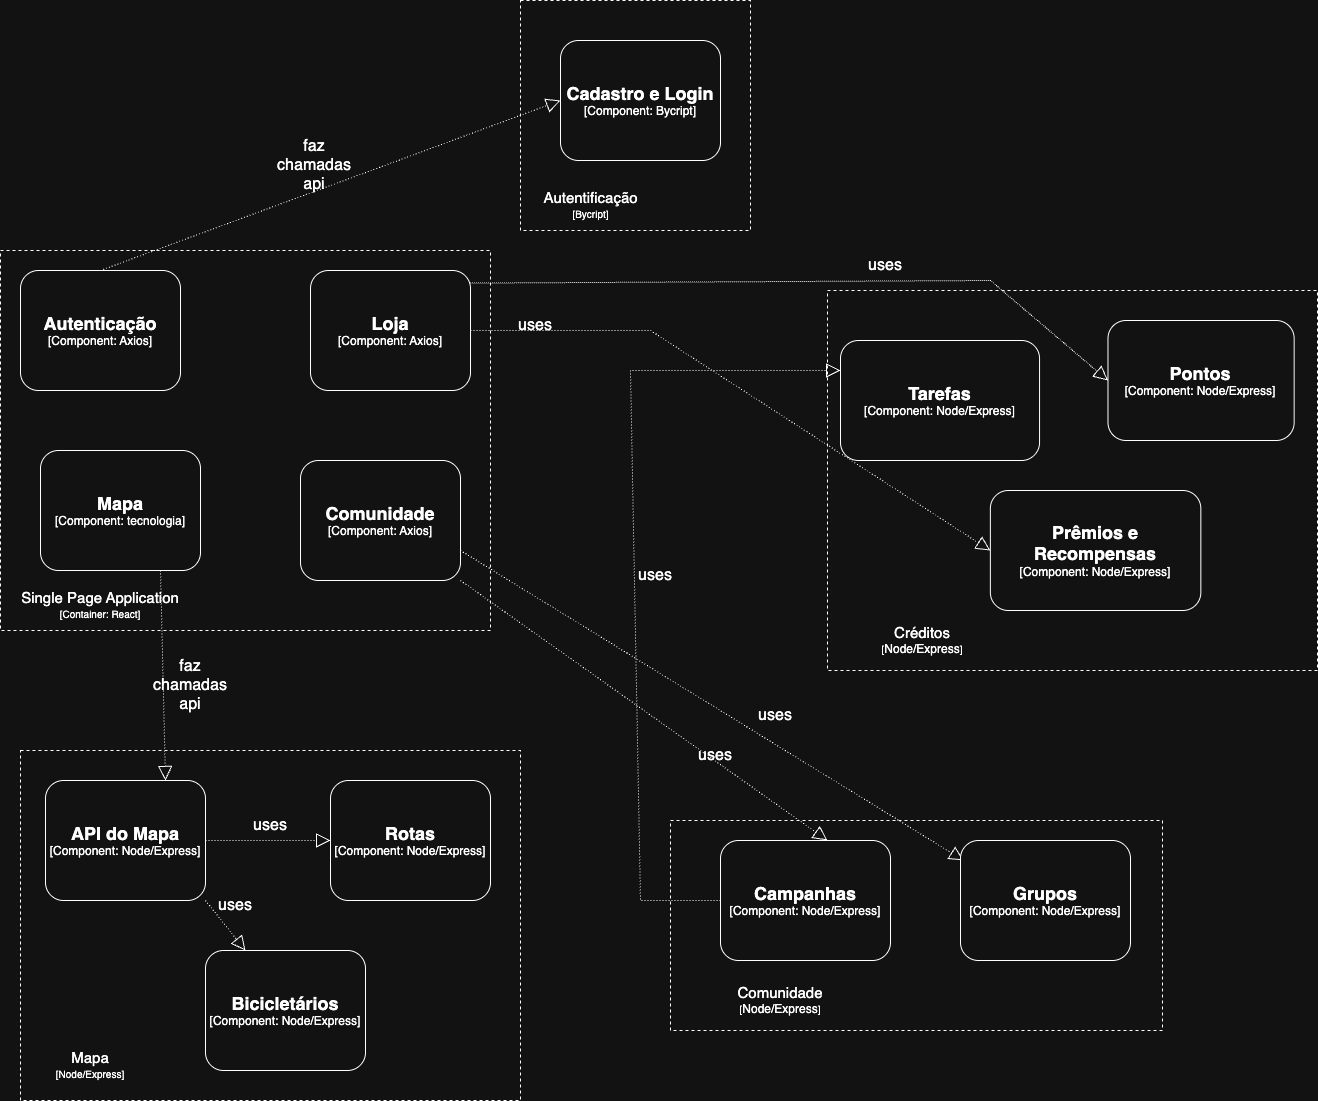 Cadastro e Login
[Component: Bycript]
Autentificação
[Bycript]
faz
chamadas
api
Autenticação
[Component: Axios]
Loja
[Component: Axios]
Mapa
[Component: tecnologia]
Comunidade
[Component: Axios]
Single Page Application
[Container: React]
uses
uses
Tarefas
[Component: Node/Express]
Pontos
[Component: Node/Express]
Prêmios e
Recompensas
[Component: Node/Express]
Créditos
[Node/Express]
uses
faz
chamadas
api
uses
uses
API do Mapa
[Component: Node/Express]
uses
Rotas
[Component: Node/Express]
uses
Bicicletários
[Component: Node/Express]
Mapa
[Node/Express]
Campanhas
[Component: Node/Express]
Grupos
[Component: Node/Express]
Comunidade
[Node/Express]